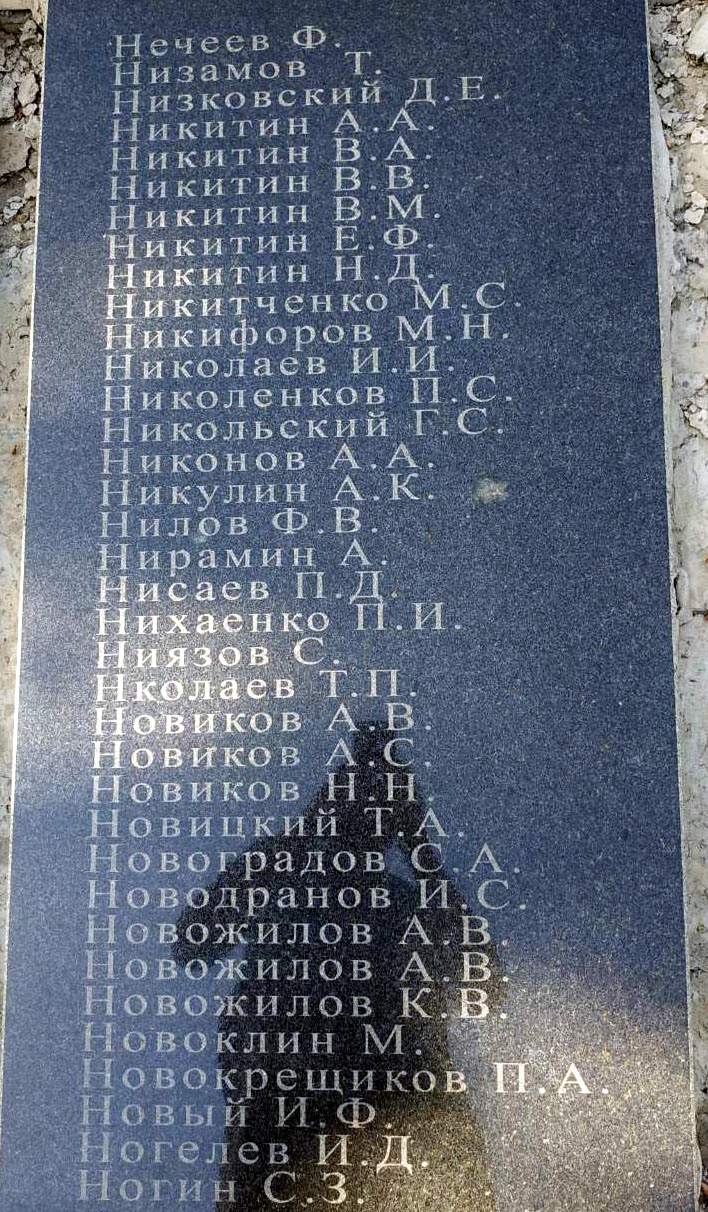 Нечеев Ф.
Низамов Т.
Низковский Д.Е.
Никитин А.А.
Никитин В.А.
Никитин В.В.
Никитин В.М.
Никитин Е.Ф.
Никитин Н.Д.
Никитченко М.С.
Никифоров М.Н.
Николаев И.И.
Николенков П.С.
Никольский Г.С.
Никонов А.А.
Никулин А.К.
Нилов Ф.В.
Нирамин А.
Нисаев П.Д.
Нихаенко П.И.
Ниязов С.
Нколаев Т.П.
Новиков А.В.
Новиков А.С.
Новиков Н.Н.
Новицкий Т.А.
Новоградов С.А.
Новодранов И.С.
Новожилов А.В.
Новожилов А.В.
Новожилов К.В.
Новоклин М.
Новокрещиков П.А.
Новый И.Ф.
Ногелев И.Д.
Ногин С.З.